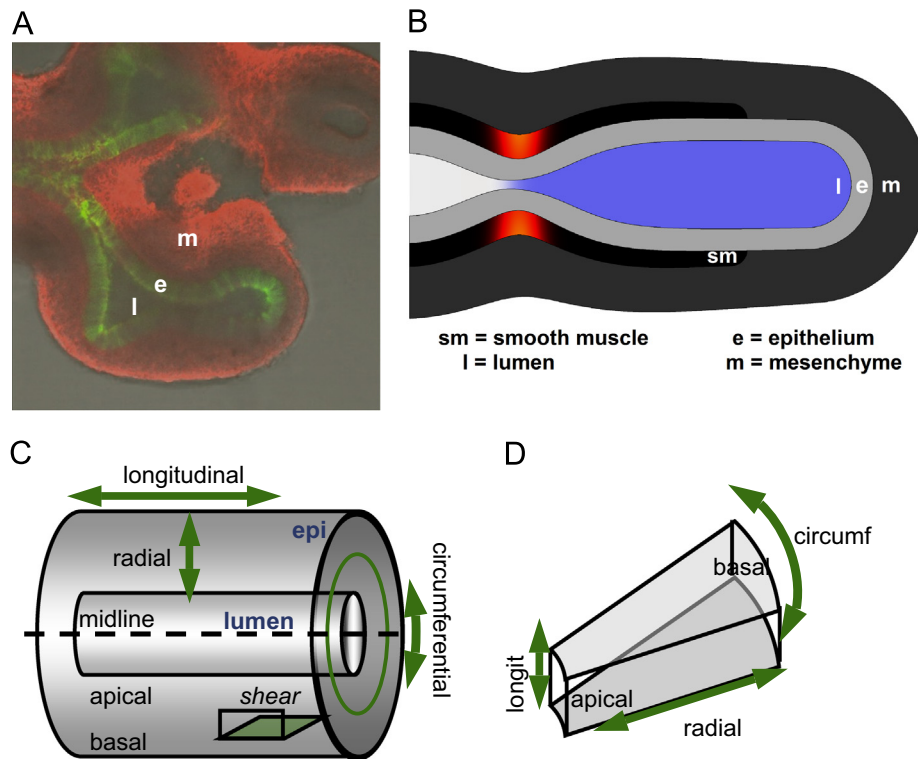 A
B
m
e
l
l e m
sm
sm = smooth muscle
e = epithelium
l = lumen
m = mesenchyme
C
D
longitudinal
epi
radial
circumferential
midline
lumen
apical
shear
basal
circumf
basal
longit
apical
radial